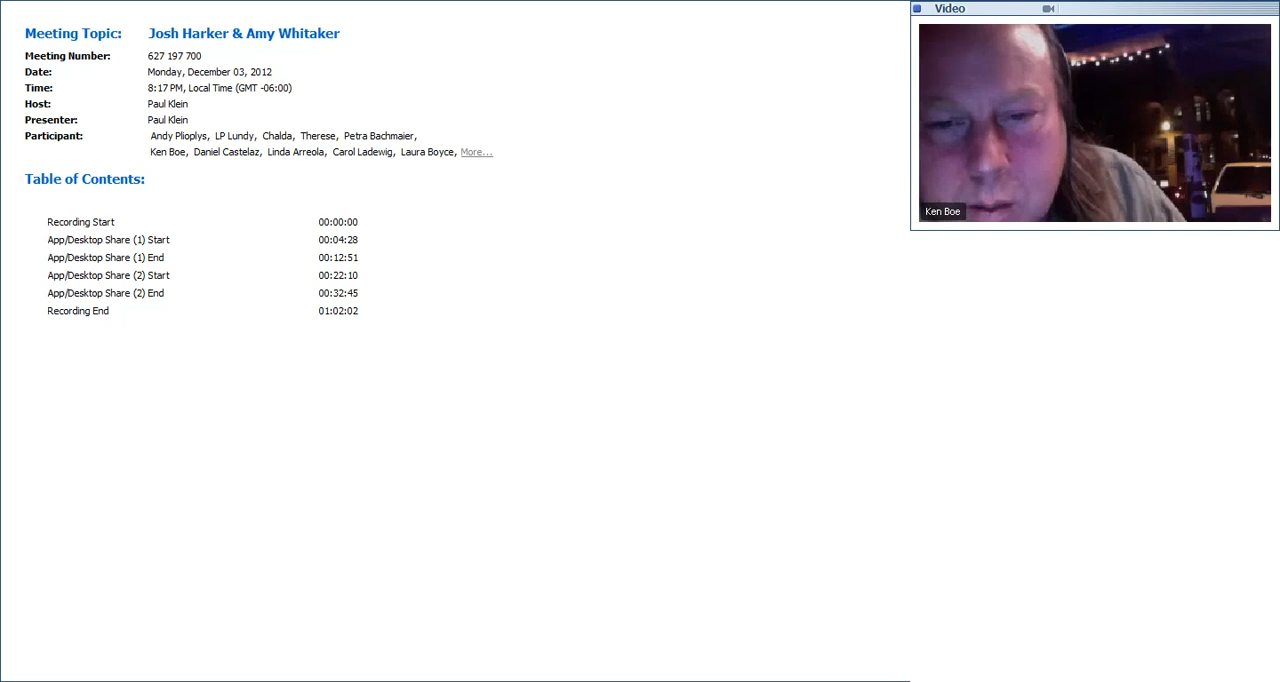 Meeting Topic: Josh Harker & Amy Whitaker
Meeting Number: 627 197 700
Date: Monday, December 03, 2012
Time: 8:17 PM, Local Time (GMT -06:00)
Host: Paul Klein
Presenter: Paul Klein
Participant: Andy Plioplys, LP Lundy, Chalda, Therese, Petra Bachmaier,
Ken Boe, Daniel Castelaz, Linda Arreola, Carol Ladewig, Laura Boyce, More...
Table of Contents:
Recording Start 00:00:00
App/Desktop Share (1) Start 00:04:28
App/Desktop Share (1) End 00:12:51
App/Desktop Share (2) Start 00:22:10
App/Desktop Share (2) End 00:32:45
Recording End 01:02:02
Video
Ken Boe